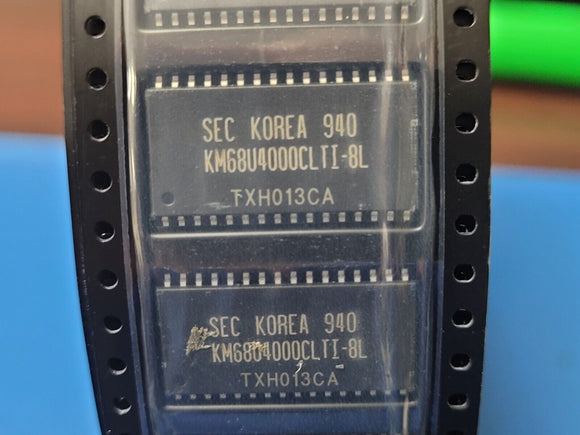 SEC KOREA 940
KM68U4000CLTI-8L
TXH013CA
SEC KOREA 940
KM68U4000CLTI-8L
TXH013CA